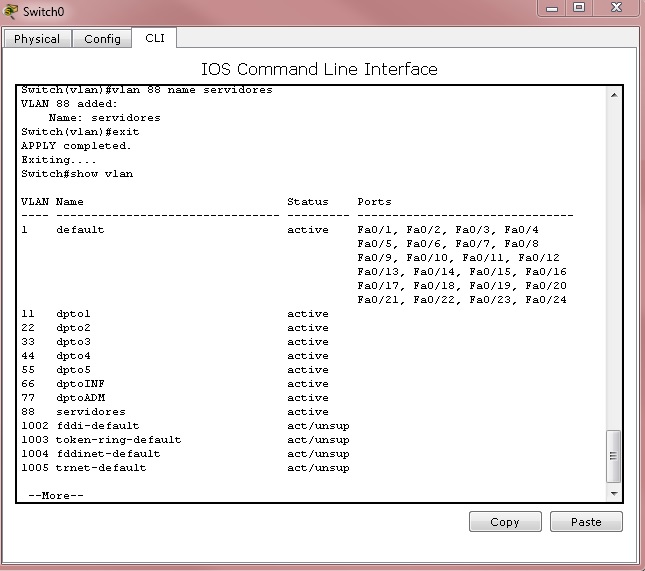 Switch0
Physical Config CLI
IOS Command Line Interface
Switch(vlan)#vlan 88 name servidores
VLAN 88 added:
    Name: servidores
Switch(vlan)#exit
APPLY completed.
Exiting....
Switch#show vlan
VLAN Name                             Status    Ports
---- -------------------------------- --------- -------------------------------
1    default                          active    Fa0/1, Fa0/2, Fa0/3, Fa0/4
                                                Fa0/5, Fa0/6, Fa0/7, Fa0/8
                                                Fa0/9, Fa0/10, Fa0/11, Fa0/12
                                                Fa0/13, Fa0/14, Fa0/15, Fa0/16
                                                Fa0/17, Fa0/18, Fa0/19, Fa0/20
                                                Fa0/21, Fa0/22, Fa0/23, Fa0/24
11   dpto1                            active
22   dpto2                            active
33   dpto3                            active
44   dpto4                            active
55   dpto5                            active
66   dptoINF                          active
77   dptoADM                          active
88   servidores                       active
1002 fddi-default                     act/unsup
1003 token-ring-default               act/unsup
1004 fddinet-default                  act/unsup
1005 trnet-default                    act/unsup
 --More--
Copy Paste